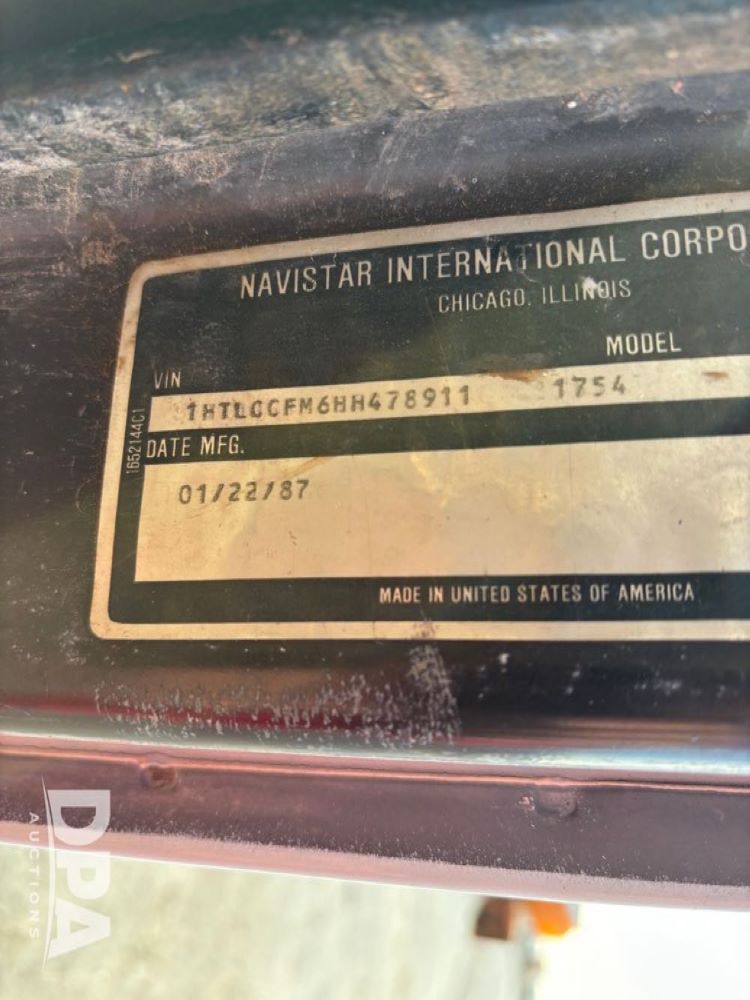 NAVISTAR INTERNATIONAL CORPO
CHICAGO, ILLINOIS
MODEL
VIN
1HTLCCFM6HH478911 1754
1652144C1
DATE MFG.
01/22/87
MADE IN UNITED STATES OF AMERICA
DPA
AUCTIONS